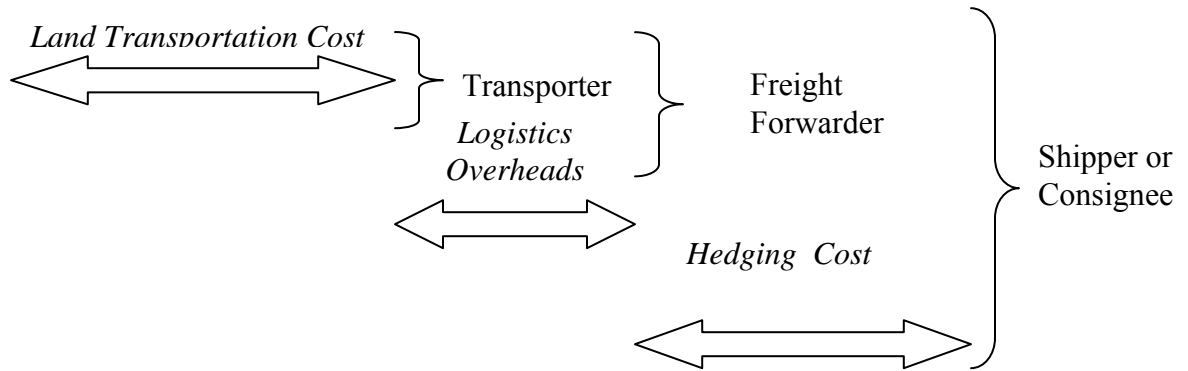 Land Transportation Cost
Transporter
Logistics
Overheads
Freight
Forwarder
Hedging Cost
Shipper or
Consignee